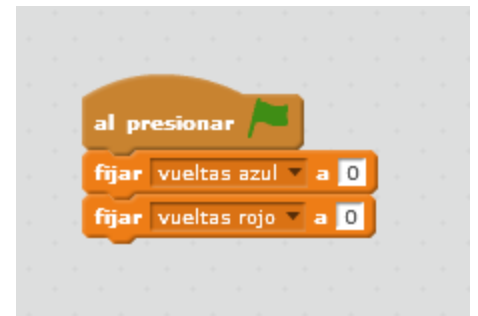 al presionar
fijar vueltas azul a 0
fijar vueltas rojo a 0